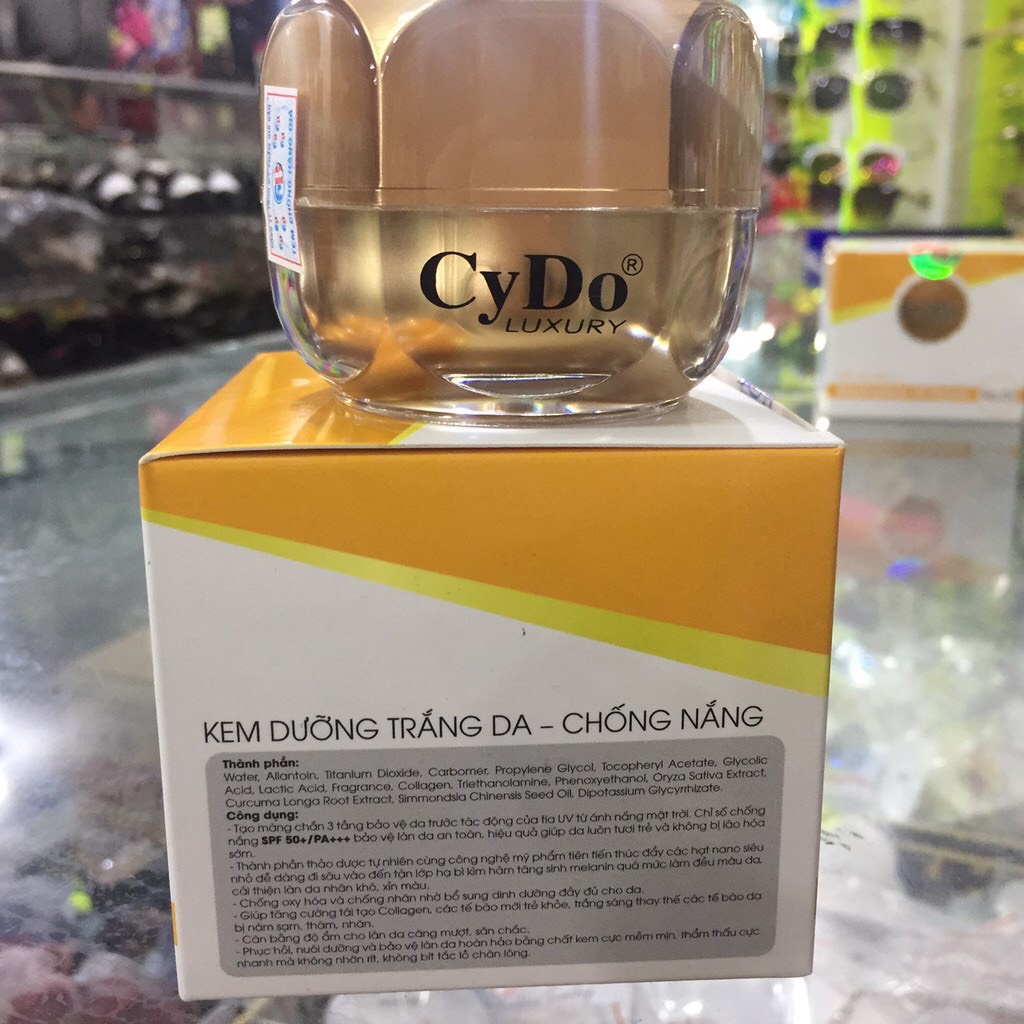 TEM CHỐNG HÀNG GIẢ
CyDo®
LUXURY
KEM DƯỠNG TRẮNG DA – CHỐNG NẮNG
Thành phần:
Water, Allantoin, Titanium Dioxide, Carbomer, Propylene Glycol, Tocopheryl Acetate, Glycolic
Acid, Lactic Acid, Fragrance, Collagen, Triethanolamine, Phenoxyethanol, Oryza Sativa Extract,
Curcuma Longa Root Extract, Simmondsia Chinensis Seed Oil, Dipotassium Glycyrrhizate.
Công dụng:
- Tạo màng chắn 3 tầng bảo vệ da trước tác động của tia UV từ ánh nắng mặt trời. Chỉ số chống
nắng SPF 50+/PA+++ bảo vệ làn da an toàn, hiệu quả giúp da luôn tươi trẻ và không bị lão hóa
sớm.
- Thành phần thảo dược tự nhiên cùng công nghệ mỹ phẩm tiên tiến thúc đẩy các hạt nano siêu
nhỏ dễ dàng đi sâu vào đến tận lớp hạ bì kìm hãm tăng sinh melanin quá mức làm đều màu da,
cải thiện làn da nhăn khô, xỉn màu.
- Chống oxy hóa và chống nhăn nhờ bổ sung dinh dưỡng đầy đủ cho da.
- Giúp tăng cường tái tạo Collagen, các tế bào mới trẻ khỏe, trắng sáng thay thế các tế bào da
bị nám sạm, thâm, nhăn.
- Cân bằng độ ẩm cho làn da căng mượt, săn chắc.
- Phục hồi, nuôi dưỡng và bảo vệ làn da hoàn hảo bằng chất kem cực mềm mịn, thẩm thấu cực
nhanh mà không nhờn rít, không bít tắc lỗ chân lông.